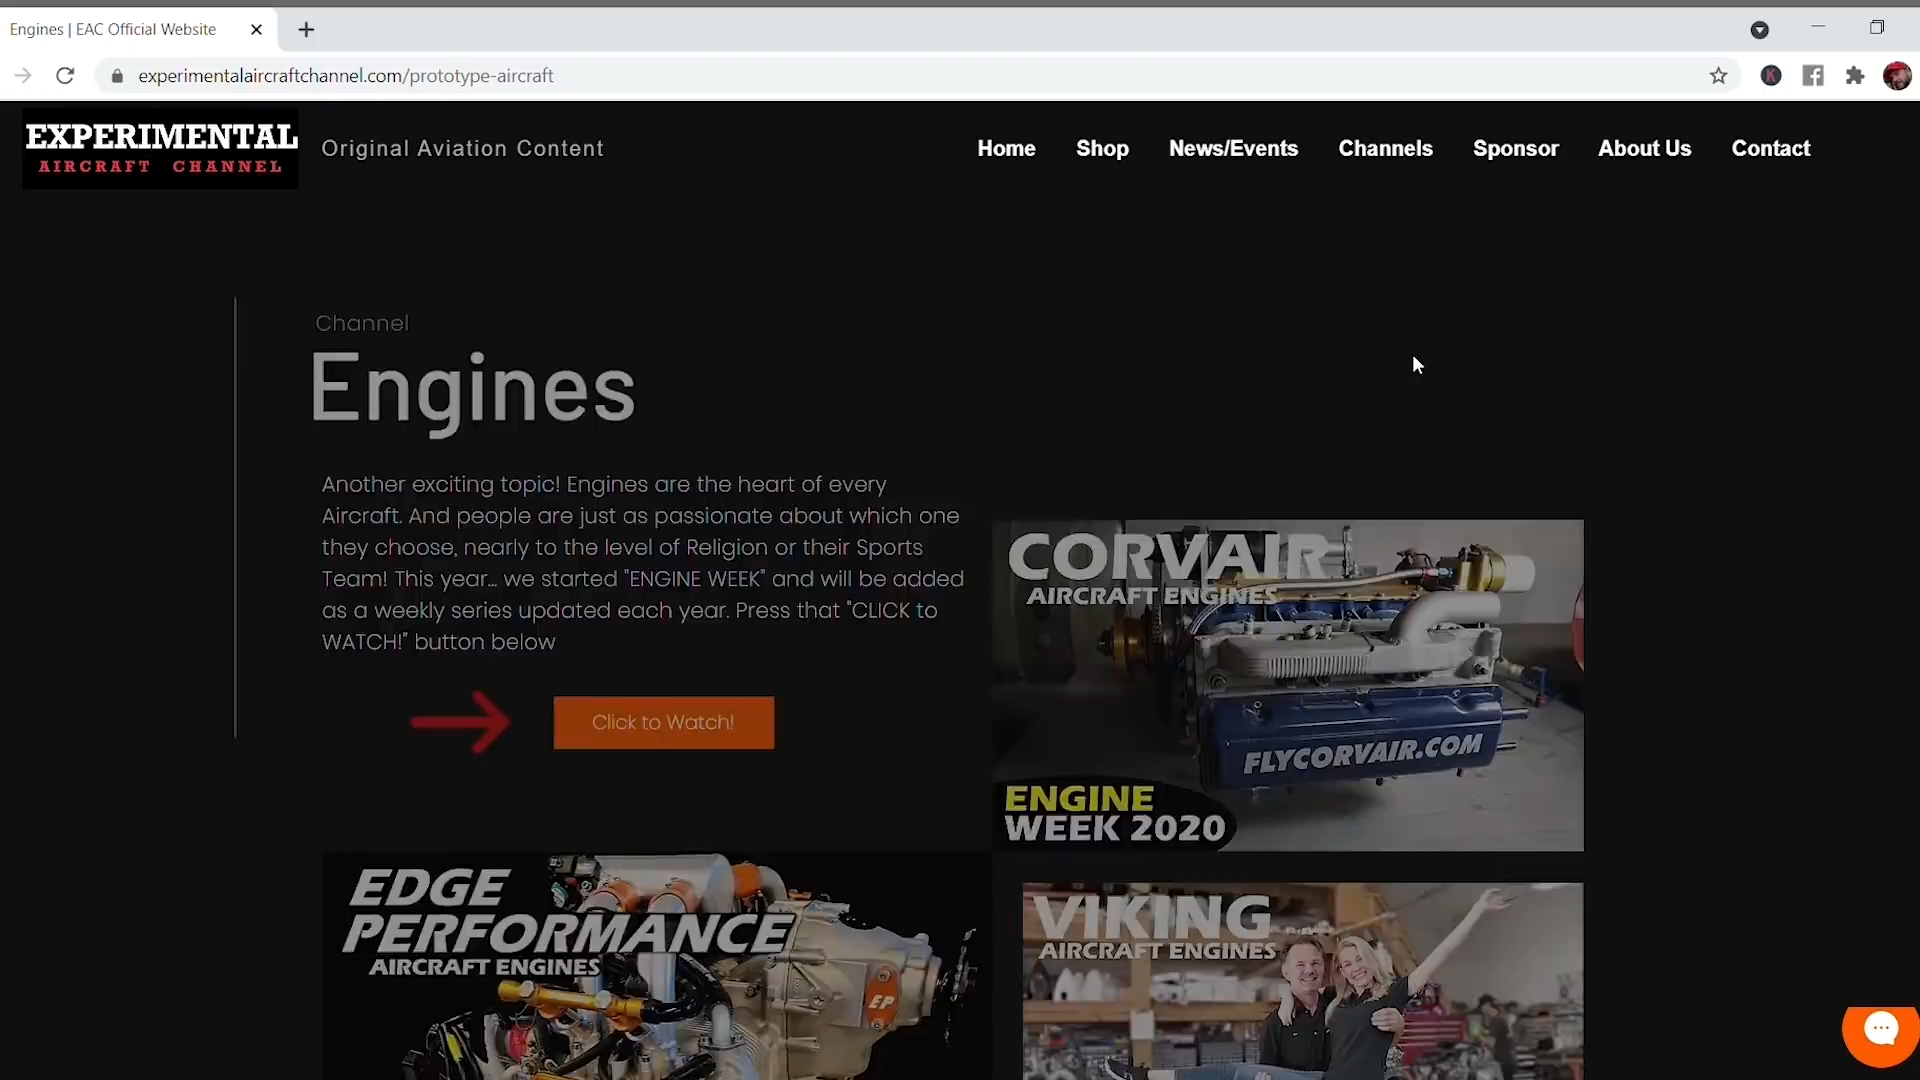 Engines | EAC Official Website
experimentalaircraftchannel.com/prototype-aircraft
K
EXPERIMENTAL
AIRCRAFT CHANNEL
Original Aviation Content
Home Shop News/Events Channels Sponsor About Us Contact
Channel
Engines
Another exciting topic! Engines are the heart of every
Aircraft. And people are just as passionate about which one
they choose, nearly to the level of Religion or their Sports
Team! This year... we started "ENGINE WEEK" and will be added
as a weekly series updated each year. Press that "CLICK to
WATCH!" button below
Click to Watch!
CORVAIR
AIRCRAFT ENGINES
FLYCORVAIR.COM
ENGINE
WEEK 2020
EDGE
PERFORMANCE
AIRCRAFT ENGINES
EP
VIKING
AIRCRAFT ENGINES